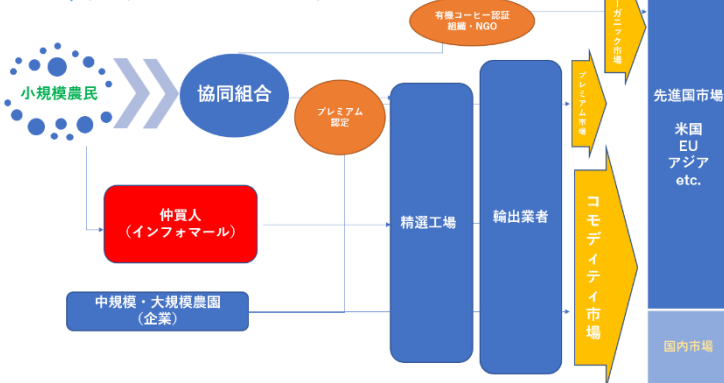 有機コーヒー認証
組織・NGO
ーガニック市場
小規模農民
協同組合
プレミアム
認定
プレミアム市場
先進国市場
米国
EU
アジア
etc.
仲買人
（インフォマール）
精選工場
輸出業者
コモディティ市場
中規模・大規模農園
（企業）
国内市場